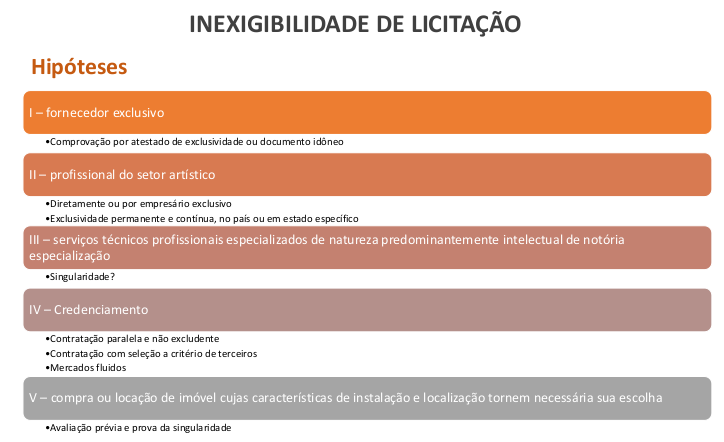 INEXIGIBILIDADE DE LICITAÇÃO
Hipóteses
I – fornecedor exclusivo
•Comprovação por atestado de exclusividade ou documento idôneo
II – profissional do setor artístico
•Diretamente ou por empresário exclusivo
•Exclusividade permanente e contínua, no país ou em estado específico
III – serviços técnicos profissionais especializados de natureza predominantemente intelectual de notória
especialização
•Singularidade?
IV – Credenciamento
•Contratação paralela e não excludente
•Contratação com seleção a critério de terceiros
•Mercados fluidos
V – compra ou locação de imóvel cujas características de instalação e localização tornem necessária sua escolha
•Avaliação prévia e prova da singularidade